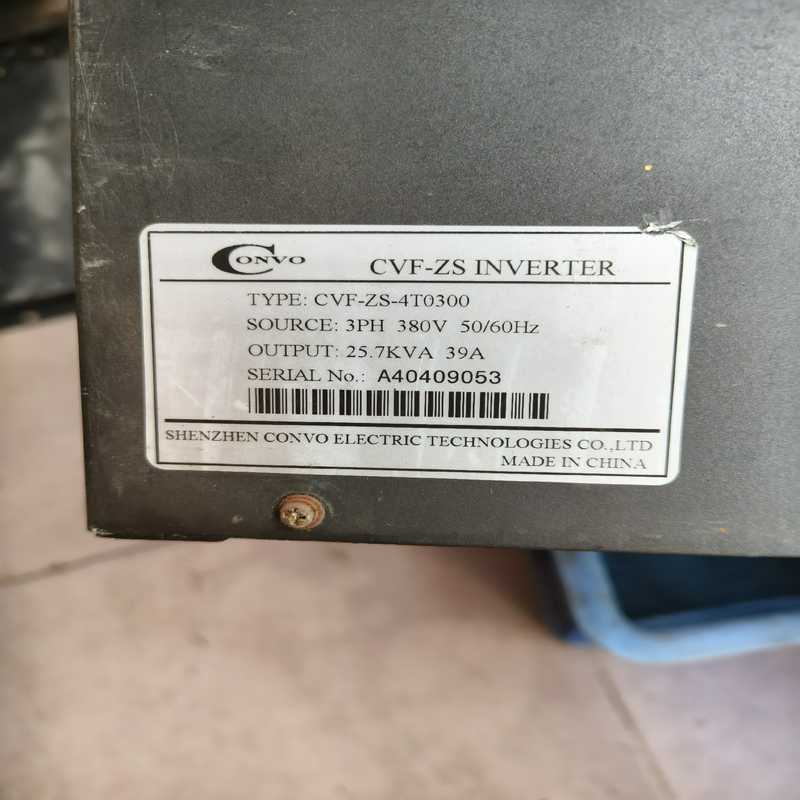 CONVO
CVF-ZS INVERTER
TYPE: CVF-ZS-4T0300
SOURCE: 3PH 380V 50/60Hz
OUTPUT: 25.7KVA 39A
SERIAL No.: A40409053
SHENZHEN CONVO ELECTRIC TECHNOLOGIES CO.,LTD
MADE IN CHINA